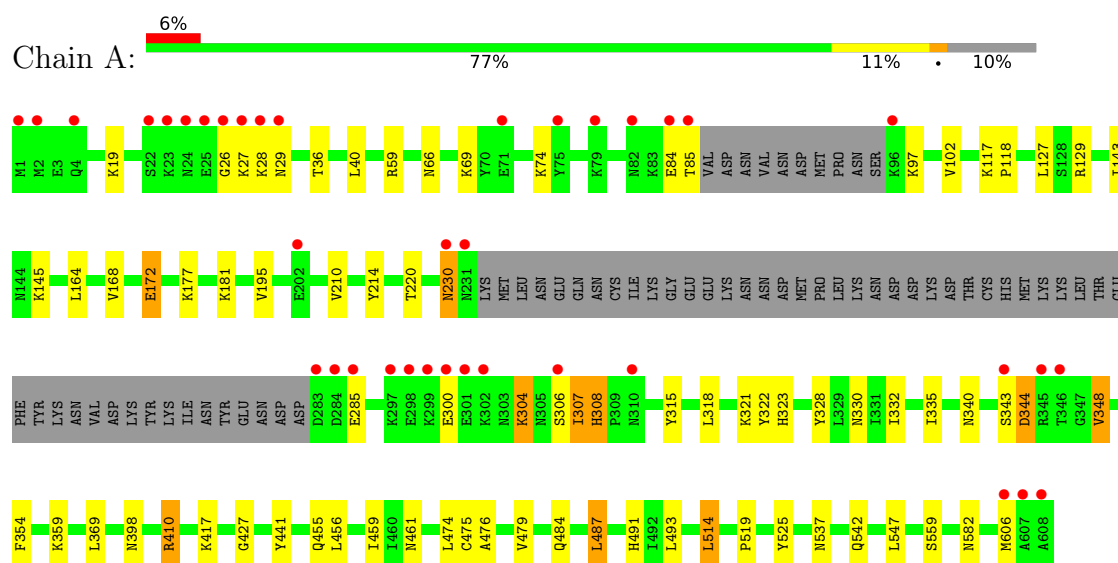 6%
Chain A:
77% 11% • 10%
M1 M2 E3 Q4 K19 S22 K23 N24 E25 G26 K27 K28 N29 T36 L40 R59 N66 K69 Y70 E71 K74 Y75 K79 N82 K83 E84 T85 VAL ASP ASN VAL ASN ASP MET PRO ASN SER K96 K97 V102 K117 P118 L127 S128 R129
N144 K145 L164 V168 E172 K177 K181 V195 E202 V210 Y214 T220 N230 N231 LYS MET LEU ASN GLU GLN ASN CYS ILE LYS GLY GLU GLU LYS ASN ASN ASP MET PRO LEU LYS ASN ASP ASP LYS ASP THR CYS HIS MET LYS LYS LEU THR
PHE TYR LYS ASN VAL ASP LYS TYR LYS ILE ASN TYR GLU ASN ASP ASP D283 D284 E285 K297 E298 K299 E300 E301 K302 N303 K304 N305 S306 I307 H308 P309 N310 Y315 L318 K321 Y322 H323 Y328 L329 N330 I331 I332 I335 N340 S343 D344 R345 T346 G347 V348
F354 K359 L369 N398 R410 K417 G427 Y441 Q455 L456 I459 I460 N461 L474 C475 A476 V479 Q484 L487 H491 I492 L493 L514 P519 Y525 N537 Q542 L547 S559 N582 M606 A607 A608